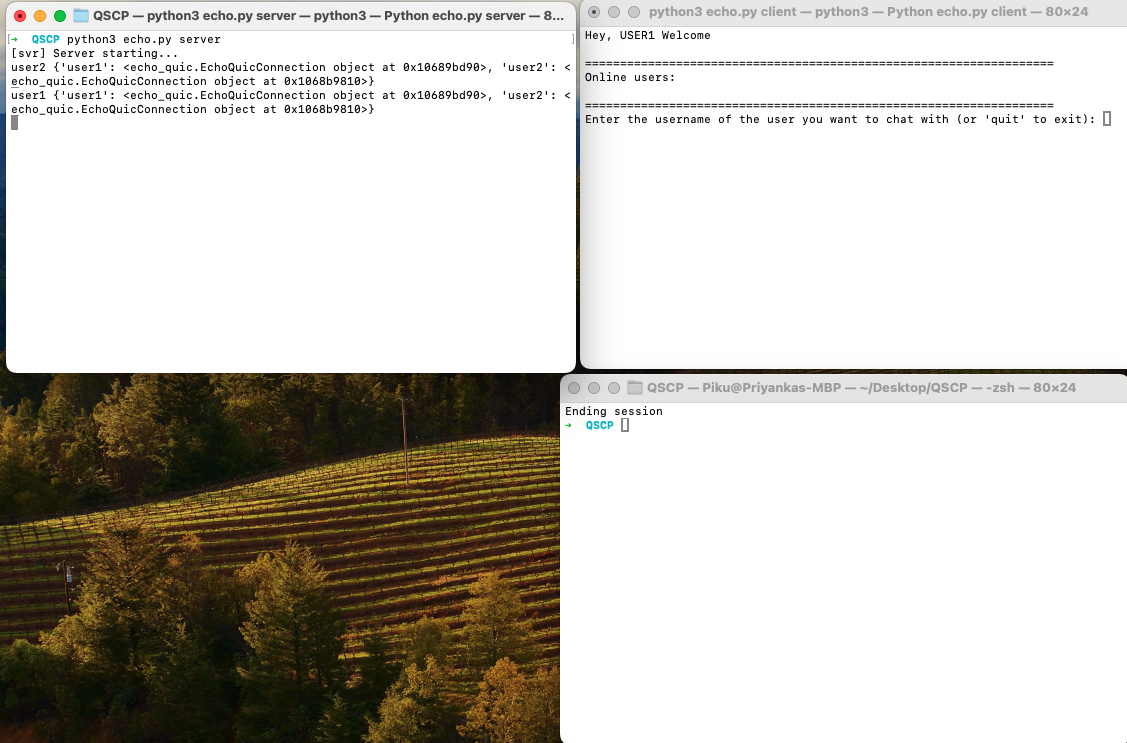 QSCP — python3 echo.py server — python3 — Python echo.py server — 8...
[➜  QSCP python3 echo.py server ]
[svr] Server starting...
user2 {'user1': <echo_quic.EchoQuicConnection object at 0x10689bd90>, 'user2': <
echo_quic.EchoQuicConnection object at 0x1068b9810>}
user1 {'user1': <echo_quic.EchoQuicConnection object at 0x10689bd90>, 'user2': <
echo_quic.EchoQuicConnection object at 0x1068b9810>}
python3 echo.py client — python3 — Python echo.py client — 80×24
Hey, USER1 Welcome
===================================================================
Online users:
===================================================================
Enter the username of the user you want to chat with (or 'quit' to exit):
QSCP — Piku@Priyankas-MBP — ~/Desktop/QSCP — -zsh — 80×24
Ending session
➜  QSCP